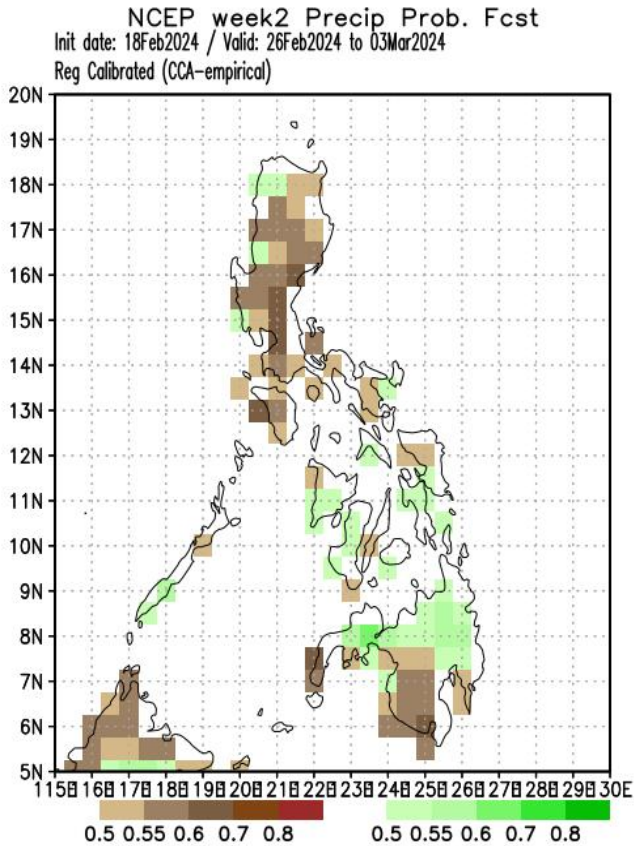 NCEP week2 Precip Prob. Fcst
Init date: 18Feb2024 / Valid: 26Feb2024 to 03Mar2024
Reg Calibrated (CCA-empirical)
20N
19N
18N
17N
16N
15N
14N
13N
12N
11N
10N
9N
8N
7N
6N
5N
115E 116E 117E 118E 119E 120E 121E 122E 123E 124E 125E 126E 127E 128E 129E 130E
0.5 0.55 0.6 0.7 0.8 0.5 0.55 0.6 0.7 0.8